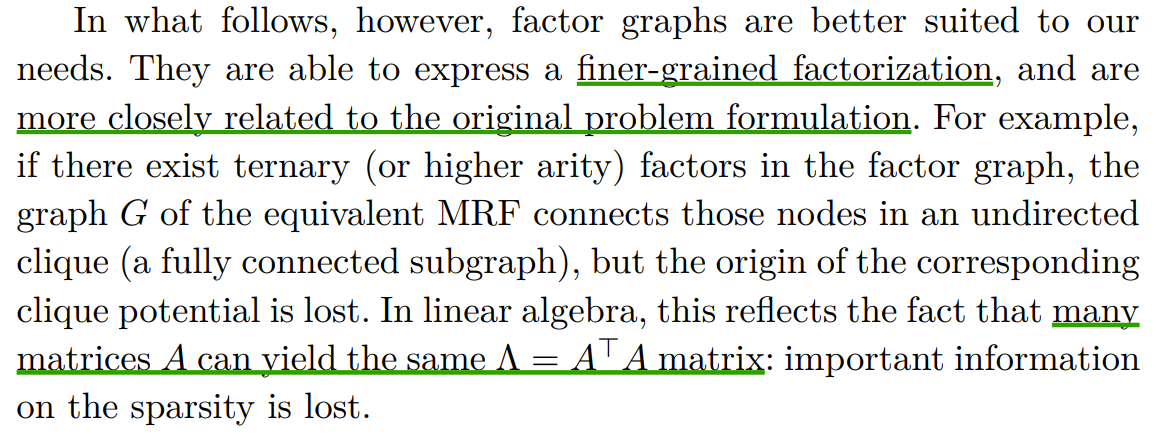 In what follows, however, factor graphs are better suited to our
needs. They are able to express a finer-grained factorization, and are
more closely related to the original problem formulation. For example,
if there exist ternary (or higher arity) factors in the factor graph, the
graph G of the equivalent MRF connects those nodes in an undirected
clique (a fully connected subgraph), but the origin of the corresponding
clique potential is lost. In linear algebra, this reflects the fact that many
matrices A can yield the same Λ = A⊤A matrix: important information
on the sparsity is lost.